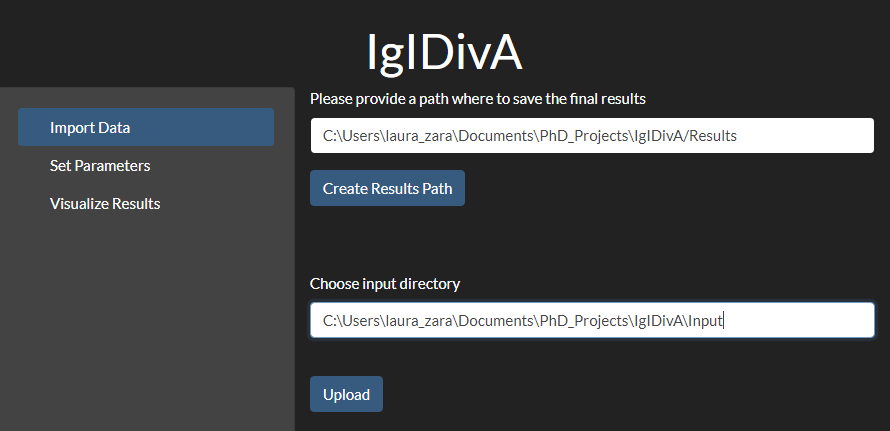 IgIDivA
Import Data
Set Parameters
Visualize Results
Please provide a path where to save the final results
C:\Users\laura_zara\Documents\PhD_Projects\IgIDivA/Results
Create Results Path
Choose input directory
C:\Users\laura_zara\Documents\PhD_Projects\IgIDivA\Input
Upload